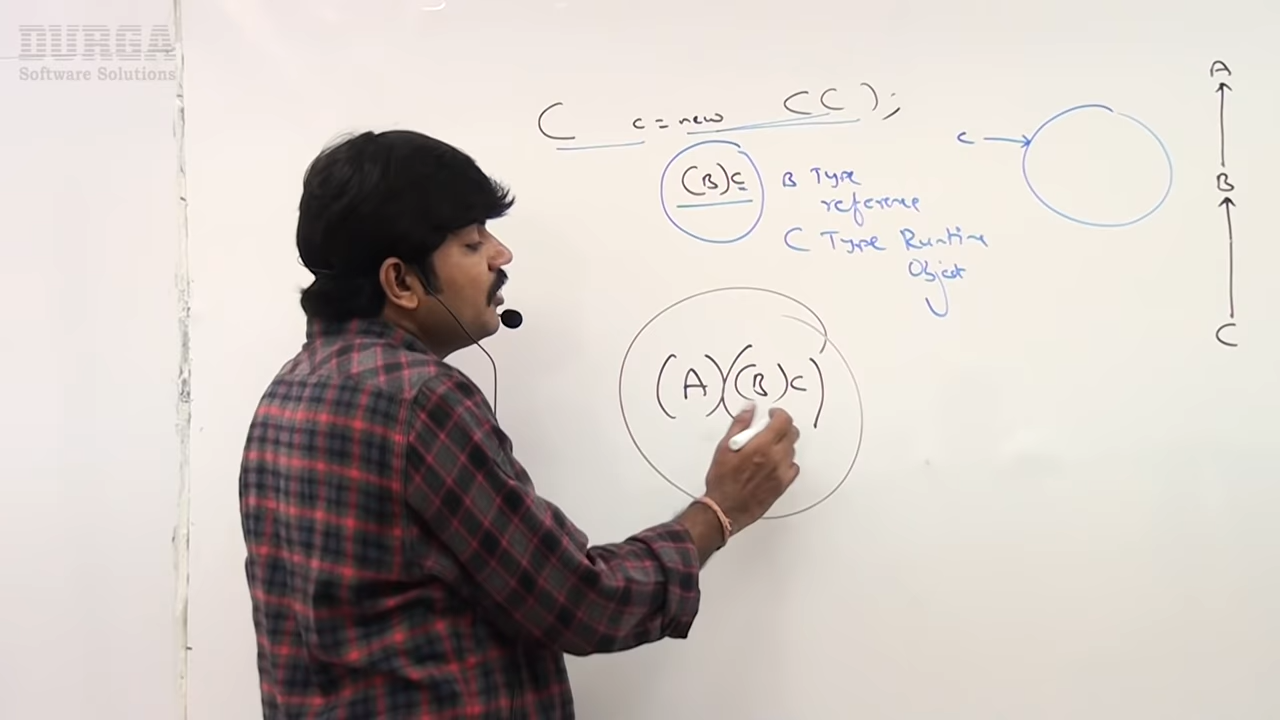 DURGA
Software Solutions
C c = new C( );
(B)c
B Type
reference
C Type Runtime
Object
(A)((B)c)
c
A
B
C